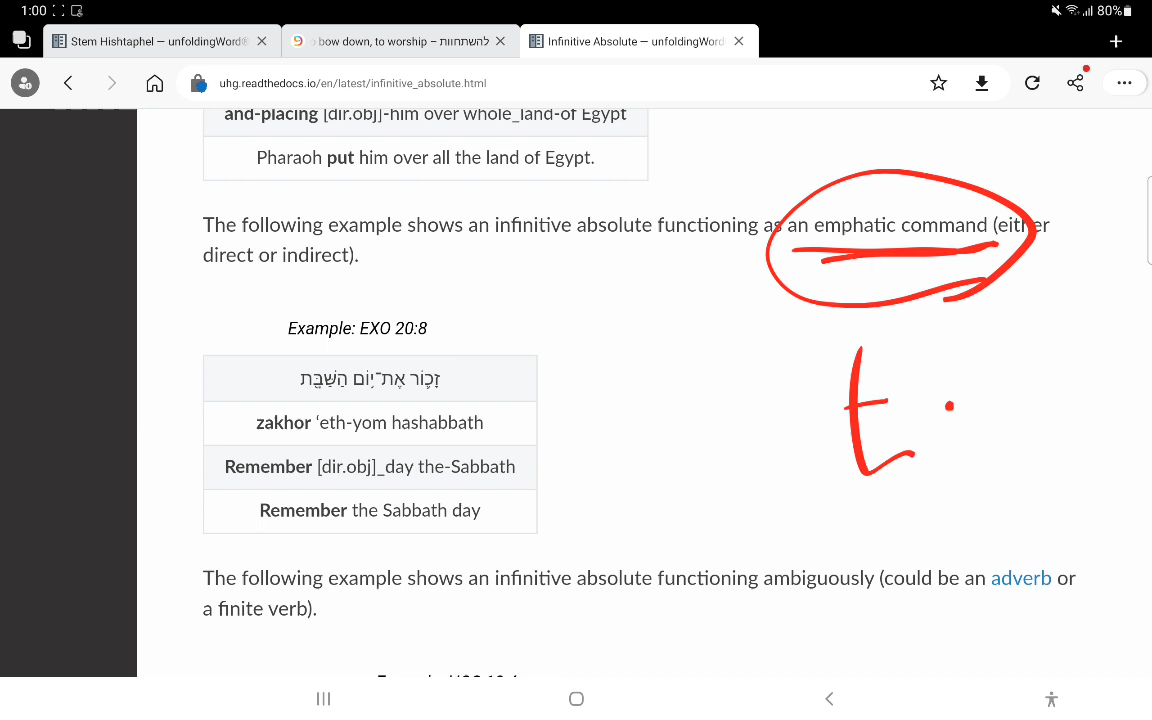 1:00
80%
Stem Hishtaphel — unfoldingWord®
bow down, to worship – להשתחוות
Infinitive Absolute — unfoldingWord
uhg.readthedocs.io/en/latest/infinitive_absolute.html
and-placing [dir.obj]-him over whole_land-of Egypt
Pharaoh put him over all the land of Egypt.
The following example shows an infinitive absolute functioning as an emphatic command (either
direct or indirect).
Example: EXO 20:8
זָכ֛וֹר אֶת־י֥וֹם הַשַּׁבָּ֖ת
zakhor ‘eth-yom hashabbath
Remember [dir.obj]_day the-Sabbath
Remember the Sabbath day
t.
The following example shows an infinitive absolute functioning ambiguously (could be an adverb or
a finite verb).